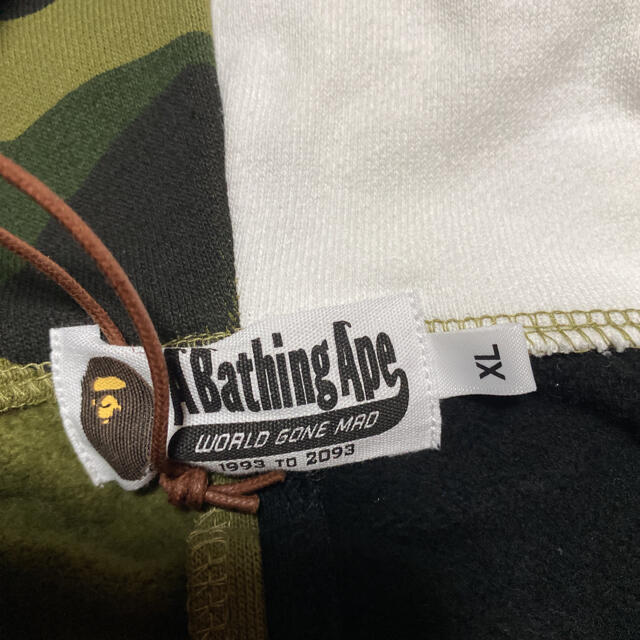 A Bathing Ape
WORLD GONE MAD
1993 TO 2093
XL